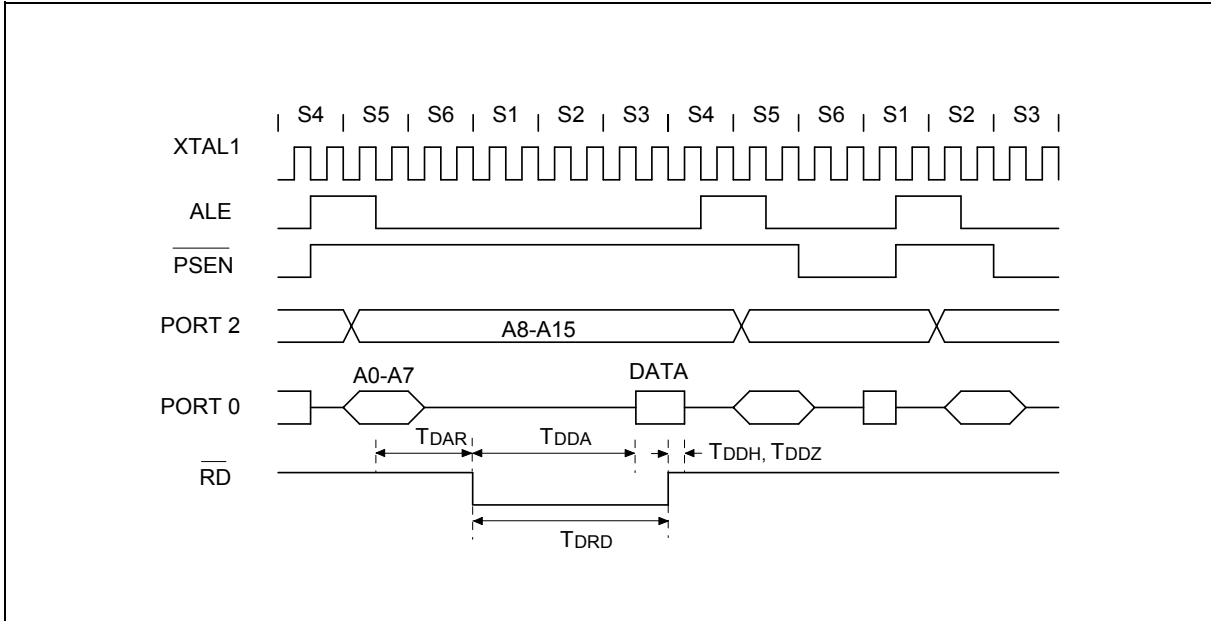 S4 S5 S6 S1 S2 S3 S4 S5 S6 S1 S2 S3
XTAL1
ALE
PSEN
PORT 2
A8-A15
A0-A7
DATA
PORT 0
TDAR
TDDA
TDDH, TDDZ
RD
TDRD